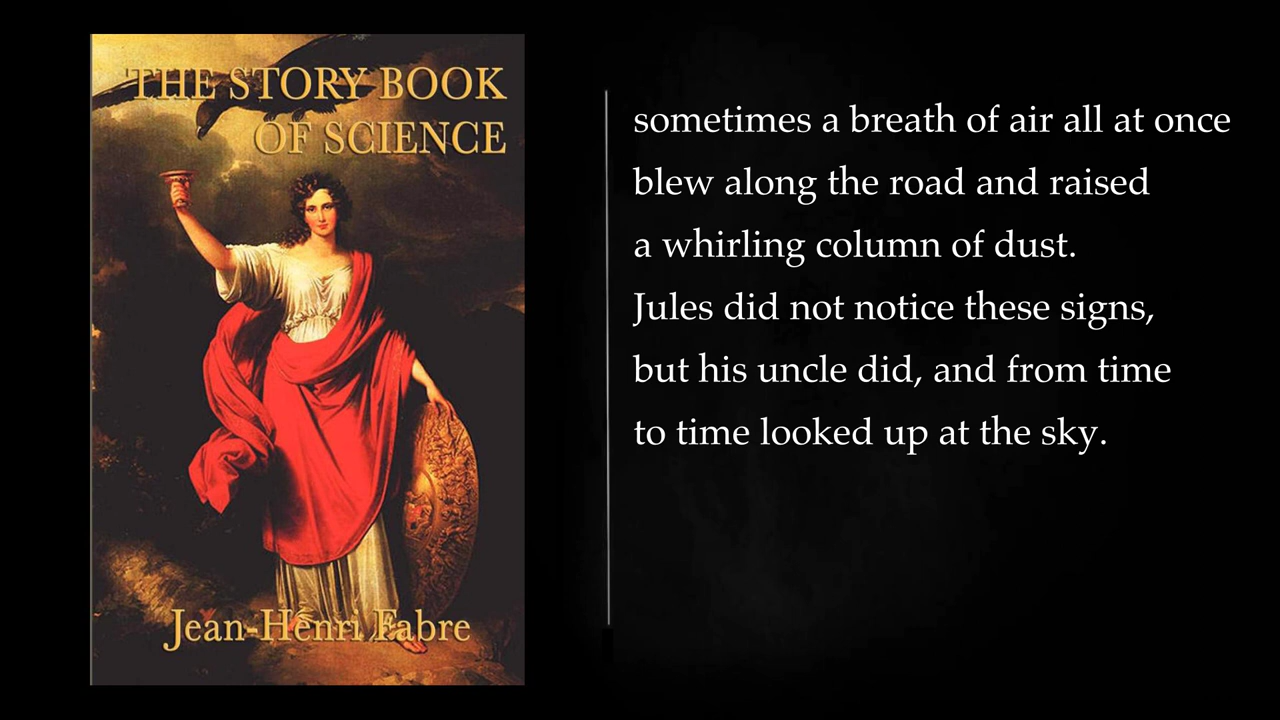 THE STORY BOOK
OF SCIENCE
Jean-Henri Fabre
sometimes a breath of air all at once
blew along the road and raised
a whirling column of dust.
Jules did not notice these signs,
but his uncle did, and from time
to time looked up at the sky.